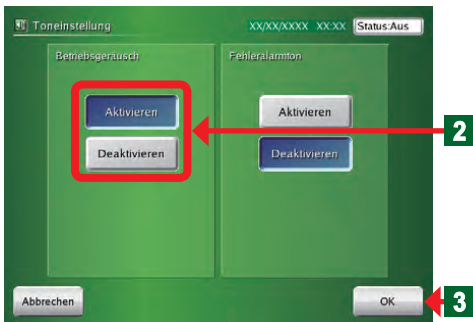 Toneinstellung XX/XX/XXXX XX:XX Status:Aus
Betriebsgeräusch Fehleralarmton
Aktivieren Aktivieren
2
Deaktivieren Deaktivieren
Abbrechen OK 3